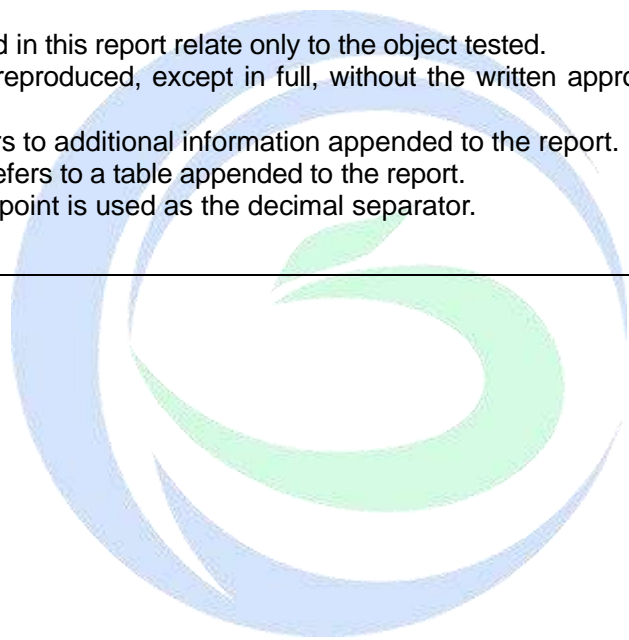 d in this report relate only to the object tested.
reproduced, except in full, without the written appro
rs to additional information appended to the report.
efers to a table appended to the report.
point is used as the decimal separator.